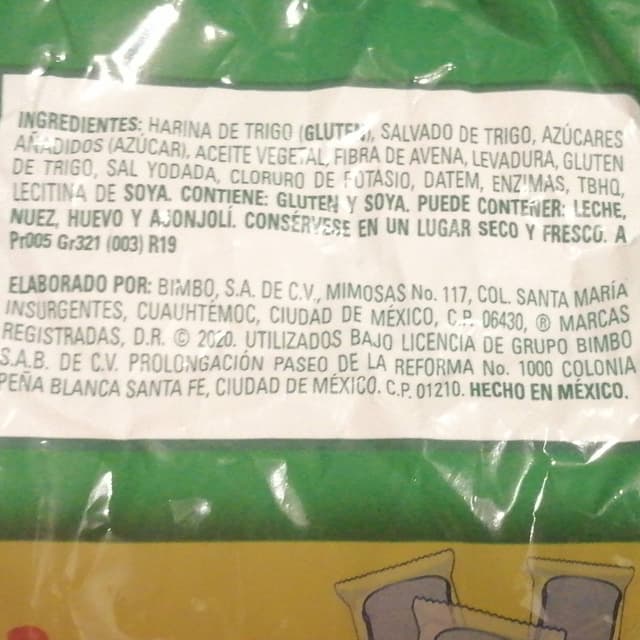 INGREDIENTES: HARINA DE TRIGO (GLUTEN), SALVADO DE TRIGO, AZÚCARES
AÑADIDOS (AZÚCAR), ACEITE VEGETAL, FIBRA DE AVENA, LEVADURA, GLUTEN
DE TRIGO, SAL YODADA, CLORURO DE POTASIO, DATEM, ENZIMAS, TBHQ,
LECITINA DE SOYA. CONTIENE: GLUTEN Y SOYA. PUEDE CONTENER: LECHE,
NUEZ, HUEVO Y AJONJOLÍ. CONSÉRVESE EN UN LUGAR SECO Y FRESCO. A
Pr005 Gr321 (003) R19
ELABORADO POR: BIMBO, S.A. DE C.V., MIMOSAS No. 117, COL. SANTA MARÍA
INSURGENTES, CUAUHTÉMOC, CIUDAD DE MÉXICO, C.P. 06430, ® MARCAS
REGISTRADAS, D.R. © 2020. UTILIZADOS BAJO LICENCIA DE GRUPO BIMBO
S.A.B. DE C.V. PROLONGACIÓN PASEO DE LA REFORMA No. 1000 COLONIA
PEÑA BLANCA SANTA FE, CIUDAD DE MÉXICO. C.P. 01210. HECHO EN MÉXICO.